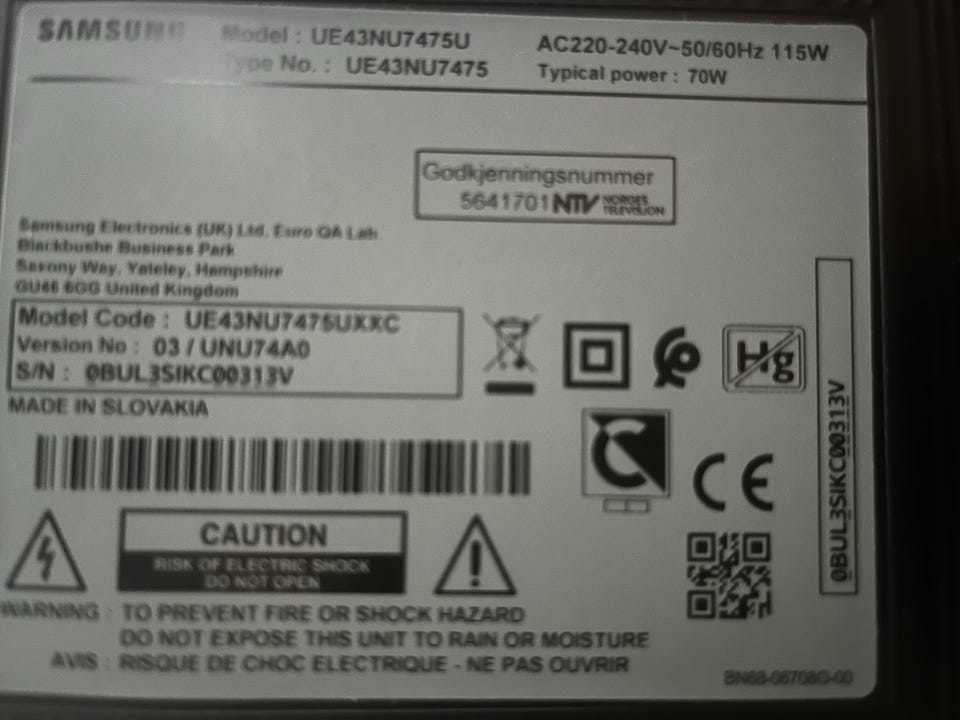 SAMSUNG
Model : UE43NU7475U
Type No. : UE43NU7475
AC220-240V~50/60Hz 115W
Typical power : 70W
Godkjenningsnummer
5641701 NTV NORGES TELEVISION
Samsung Electronics (UK) Ltd, Euro QA Lab
Blackbushe Business Park
Saxony Way, Yateley, Hampshire
GU46 6GG United Kingdom
Model Code : UE43NU7475UXXC
Version No : 03 / UNU74A0
S/N : 0BUL3SIKC00313V
MADE IN SLOVAKIA
Hg
CE
0BUL3SIKC00313V
CAUTION
RISK OF ELECTRIC SHOCK
DO NOT OPEN
WARNING : TO PREVENT FIRE OR SHOCK HAZARD
DO NOT EXPOSE THIS UNIT TO RAIN OR MOISTURE
AVIS : RISQUE DE CHOC ELECTRIQUE - NE PAS OUVRIR
BN68-06708G-00